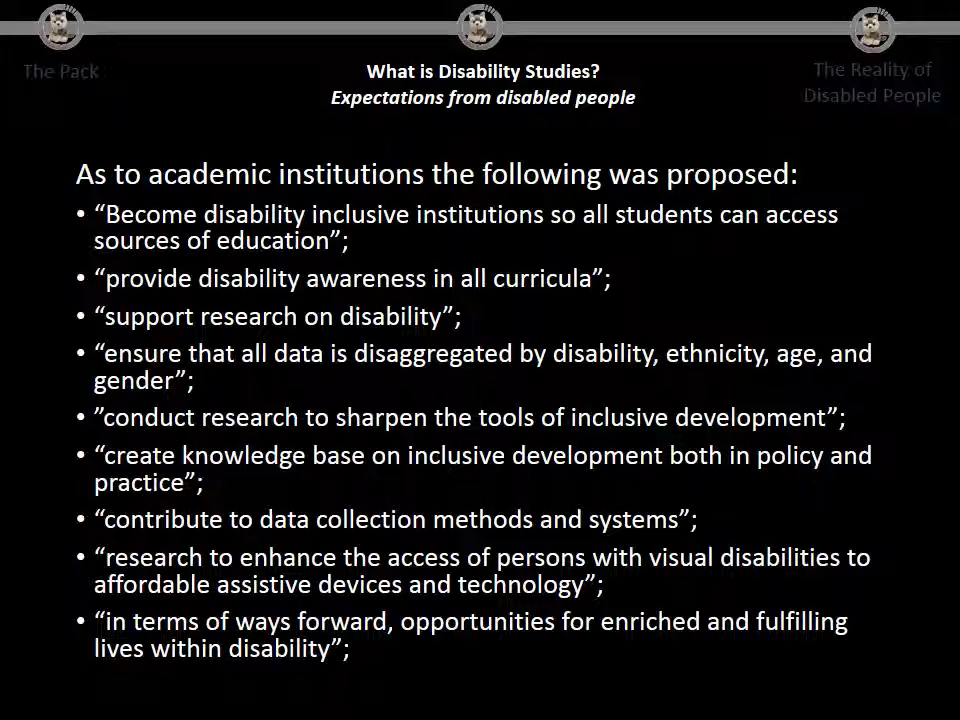 The Pack
What is Disability Studies?
Expectations from disabled people
The Reality of
Disabled People
As to academic institutions the following was proposed:
• “Become disability inclusive institutions so all students can access
sources of education”;
• “provide disability awareness in all curricula”;
• “support research on disability”;
• “ensure that all data is disaggregated by disability, ethnicity, age, and
gender”;
• ”conduct research to sharpen the tools of inclusive development”;
• “create knowledge base on inclusive development both in policy and
practice”;
• “contribute to data collection methods and systems”;
• “research to enhance the access of persons with visual disabilities to
affordable assistive devices and technology”;
• “in terms of ways forward, opportunities for enriched and fulfilling
lives within disability”;